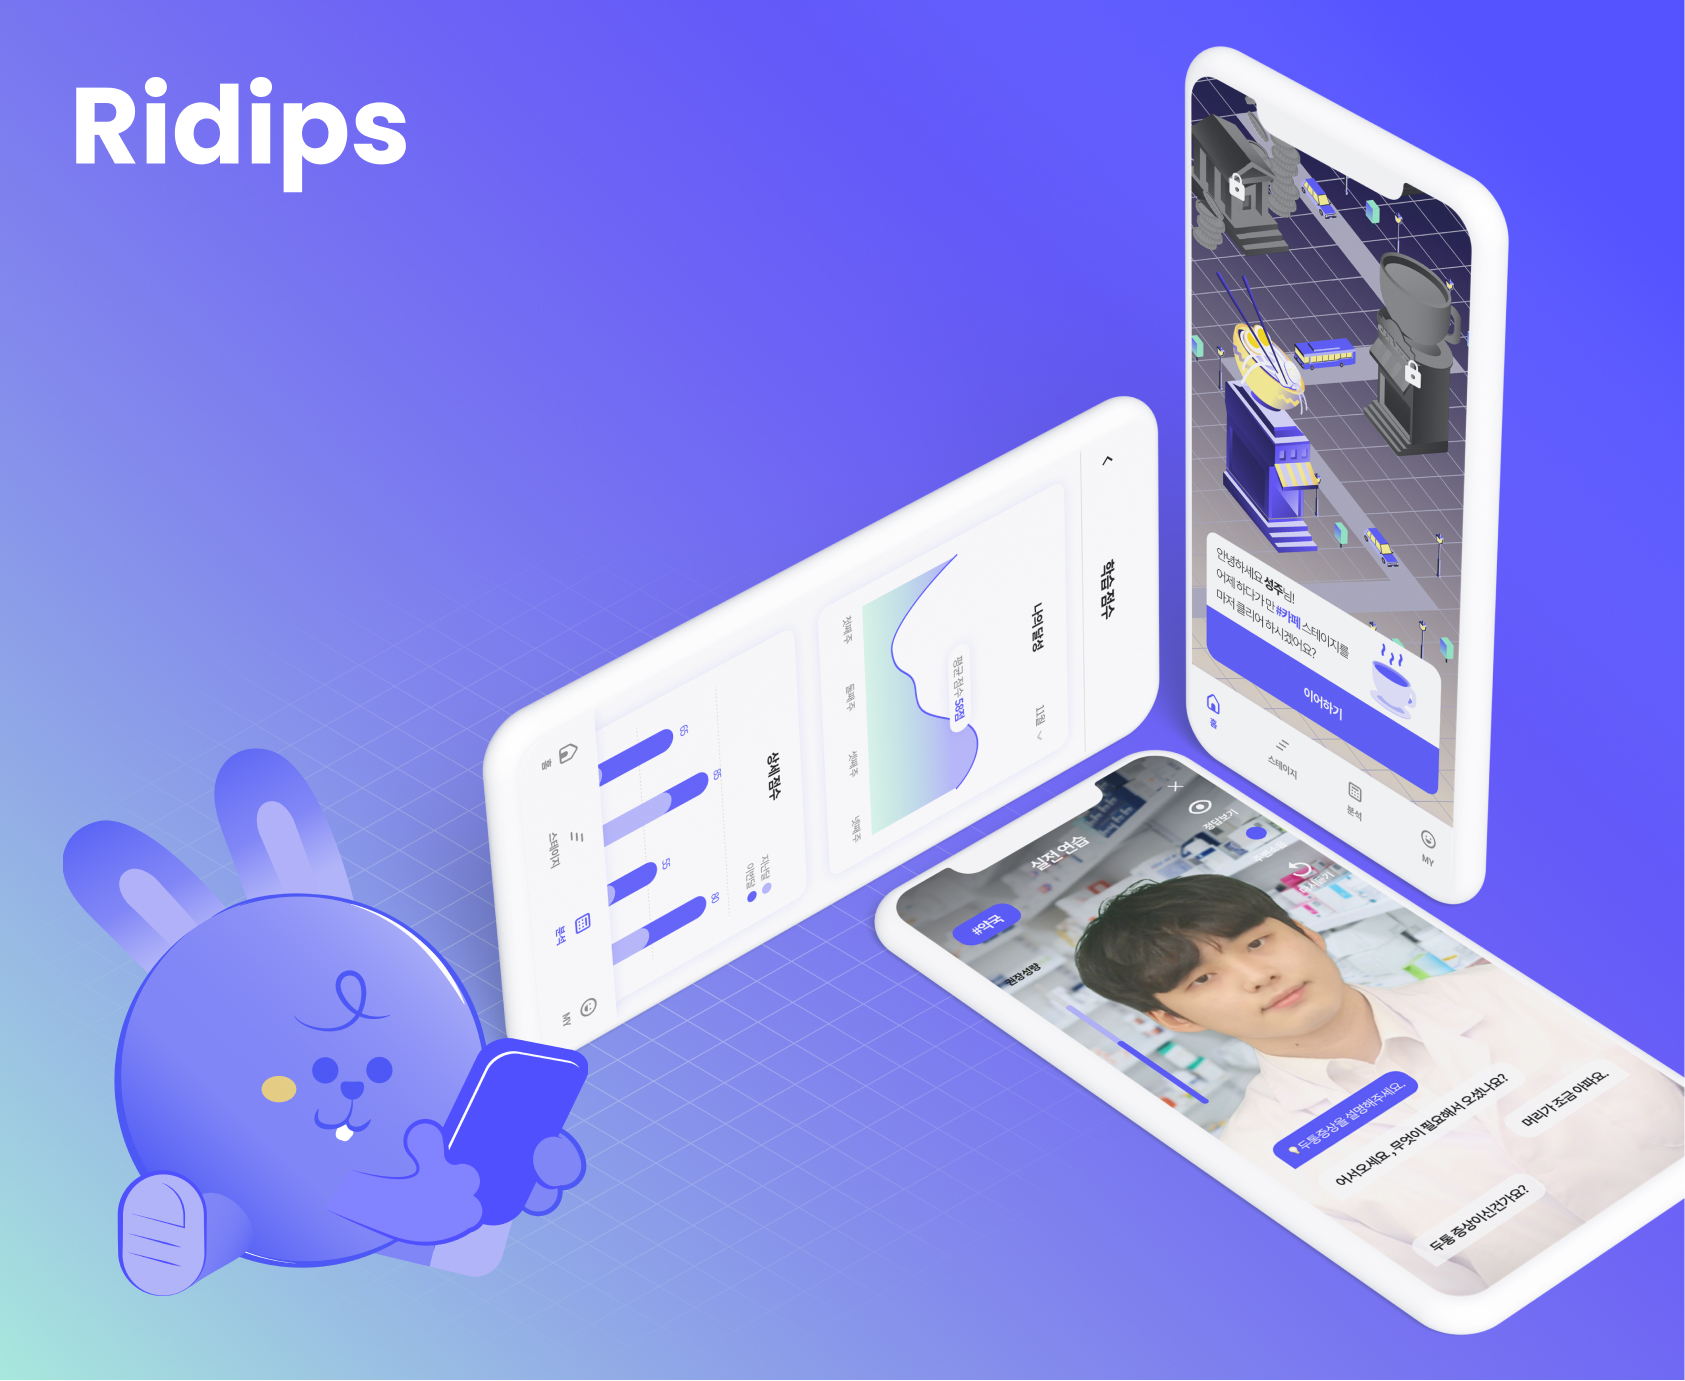 Ridips
안녕하세요 성주님!
어제 하다가 만 #카페 스테이지를
마저 클리어 하시겠어요?
이어하기
홈
스테이지
분석
MY
학습 점수
나의 달성
11월
평균 점수 58점
첫째 주
둘째 주
셋째 주
넷째 주
상세 점수
지난달
이번달
65
85
55
80
홈
스테이지
분석
MY
실전 연습
정답보기
#약국
권장성량
두통증상을 설명해주세요.
어서오세요, 무엇이 필요해서 오셨나요?
머리가 조금 아파요.
두통 증상이신건가요?